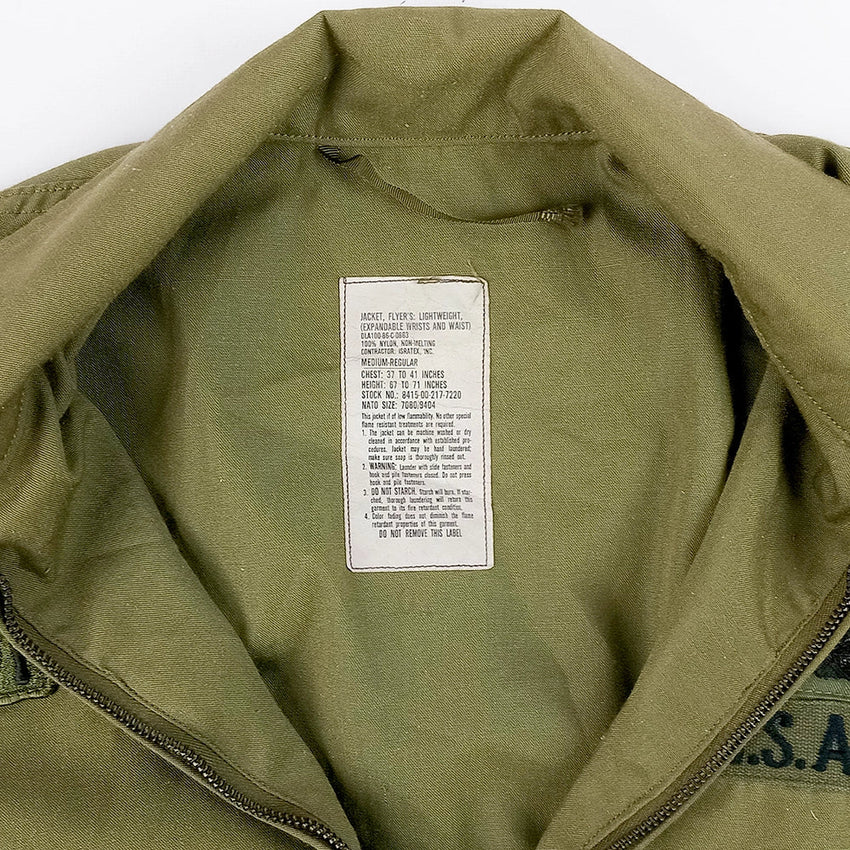 JACKET, FLYER'S: LIGHTWEIGHT,
(EXPANDABLE WRISTS AND WAIST)
DLA100-86-C-0663
100% NYLON, NON-MELTING
CONTRACTOR: ISRATEX, INC.
MEDIUM-REGULAR
CHEST: 37 TO 41 INCHES
HEIGHT: 67 TO 71 INCHES
STOCK NO.: 8415-00-217-7220
NATO SIZE: 7080/9404
This jacket if of low flammability. No other special
flame resistant treatments are required.
1. The jacket can be machine washed or dry
cleaned in accordance with established pro-
cedures. Jacket may be hand laundered;
make sure soap is thoroughly rinsed out.
2. WARNING: Launder with slide fasteners and
hook and pile fasteners closed. Do not press
hook and pile fasteners.
3. DO NOT STARCH. Starch will burn. If star-
ched, thorough laundering will return this
garment to its fire retardant condition.
4. Color fading does not diminish the flame
retardant properties of this garment.
DO NOT REMOVE THIS LABEL
.S.A